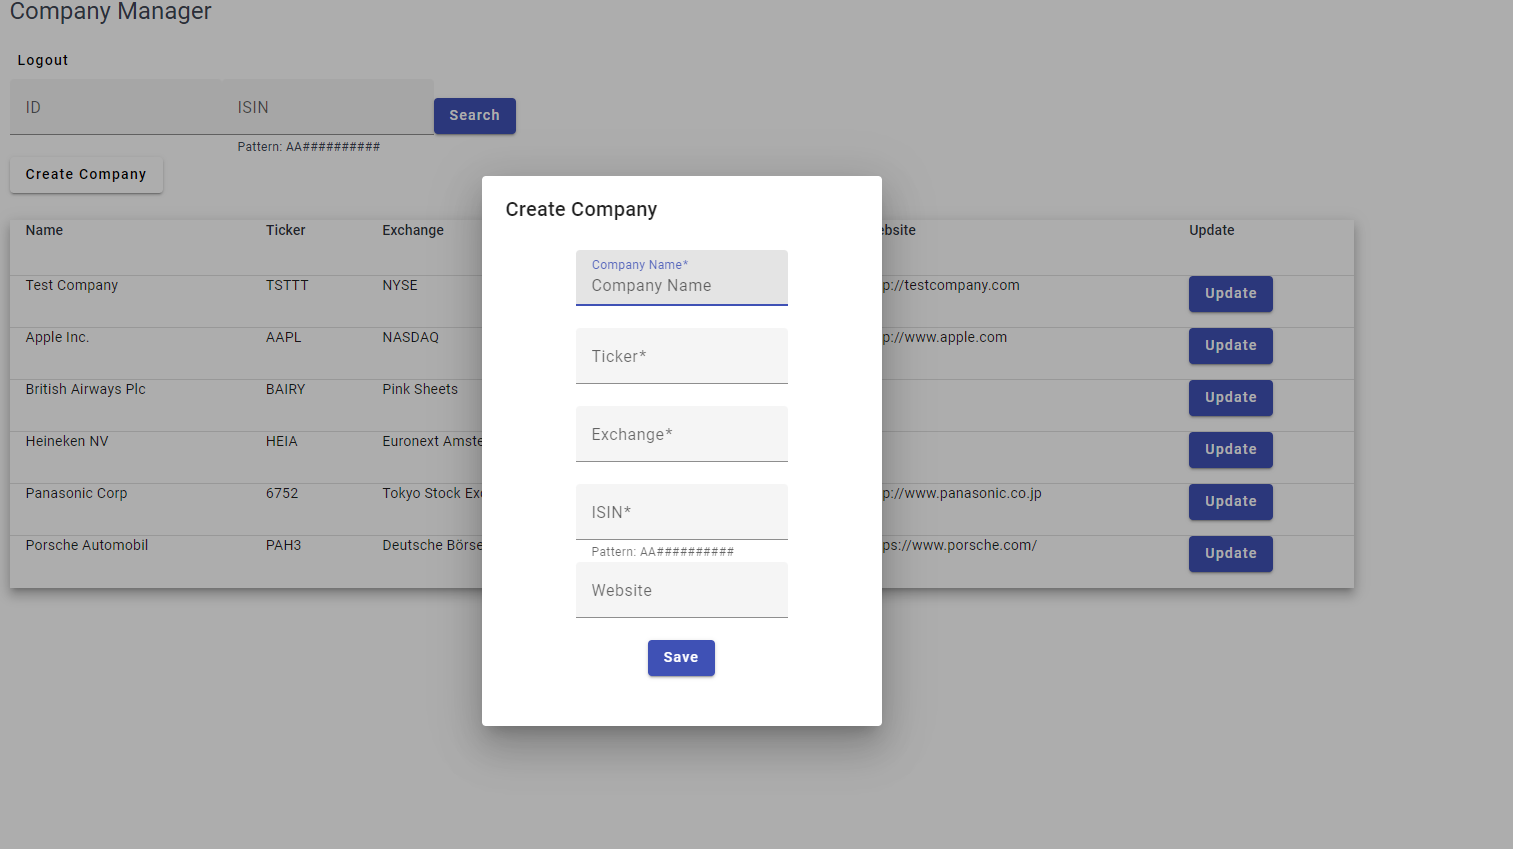 Company Manager
Logout
ID ISIN Search
Pattern: AA##########
Create Company
Name Ticker Exchange ebsite Update
Test Company TSTTT NYSE p://testcompany.com Update
Apple Inc. AAPL NASDAQ p://www.apple.com Update
British Airways Plc BAIRY Pink Sheets Update
Heineken NV HEIA Euronext Amste Update
Panasonic Corp 6752 Tokyo Stock Ex p://www.panasonic.co.jp Update
Porsche Automobil PAH3 Deutsche Börse ps://www.porsche.com/ Update
Create Company
Company Name*
Company Name
Ticker*
Exchange*
ISIN*
Pattern: AA##########
Website
Save